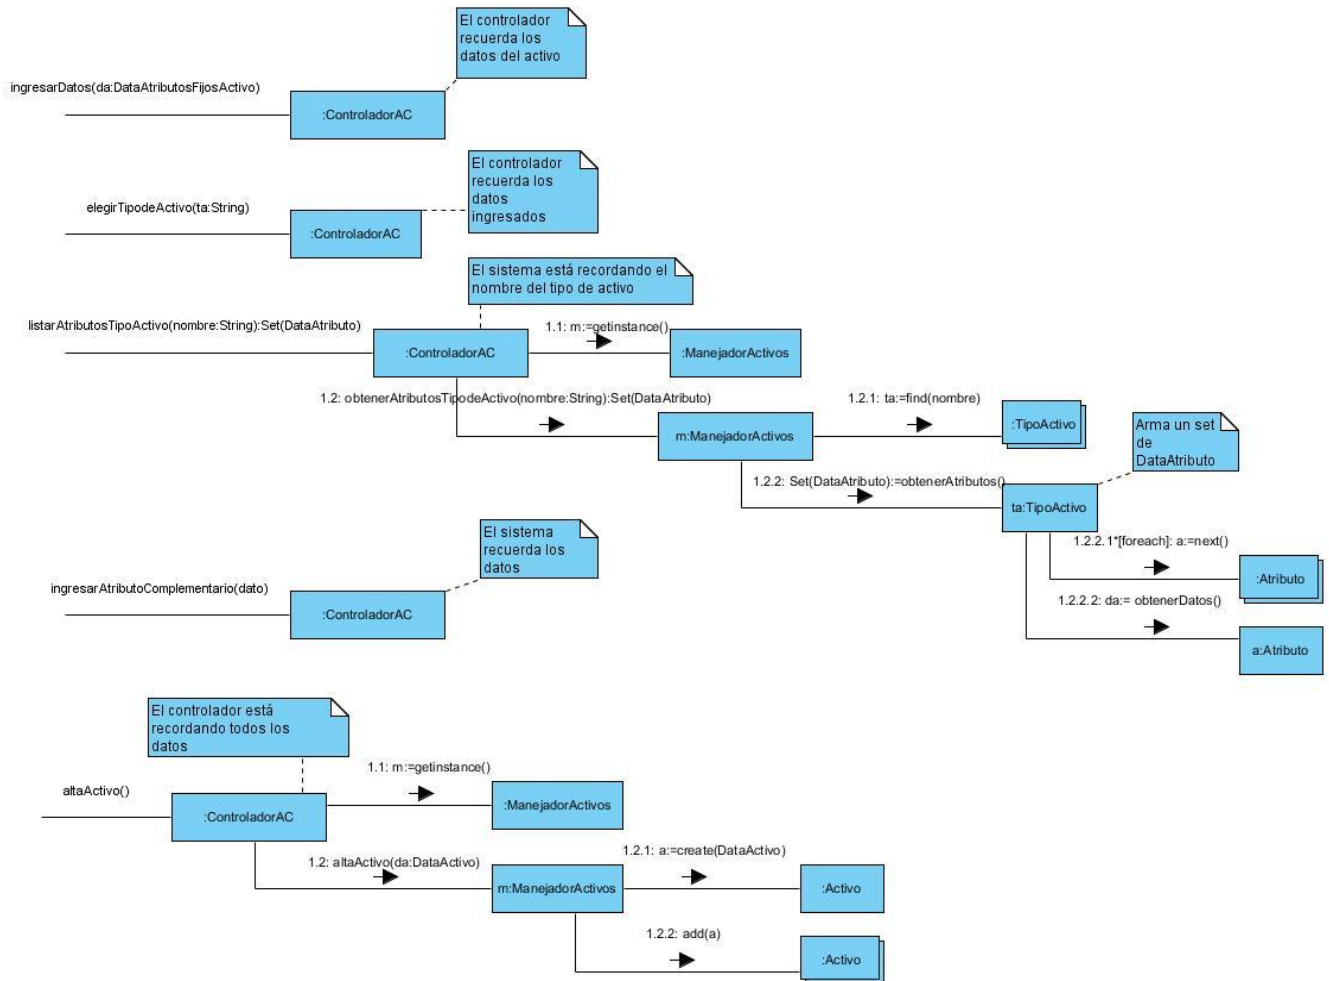 El controlador
recuerda los
datos del activo
ingresarDatos(da:DataAtributosFijosActivo)
:ControladorAC
El controlador
recuerda los
datos
ingresados
elegirTipodeActivo(ta:String)
:ControladorAC
El sistema está recordando el
nombre del tipo de activo
listarAtributosTipoActivo(nombre:String):Set(DataAtributo)
1.1: m:=getinstance()
:ControladorAC
:ManejadorActivos
1.2: obtenerAtributosTipodeActivo(nombre:String):Set(DataAtributo)
1.2.1: ta:=find(nombre)
:TipoActivo
m:ManejadorActivos
Arma un set
de
DataAtributo
1.2.2: Set(DataAtributo):=obtenerAtributos()
ta:TipoActivo
1.2.2.1*[foreach]: a:=next()
:Atributo
1.2.2.2: da:= obtenerDatos()
a:Atributo
El sistema
recuerda los
datos
ingresarAtributoComplementario(dato)
:ControladorAC
El controlador está
recordando todos los
datos
altaActivo()
1.1: m:=getinstance()
:ControladorAC
:ManejadorActivos
1.2: altaActivo(da:DataActivo)
1.2.1: a:=create(DataActivo)
m:ManejadorActivos
:Activo
1.2.2: add(a)
:Activo